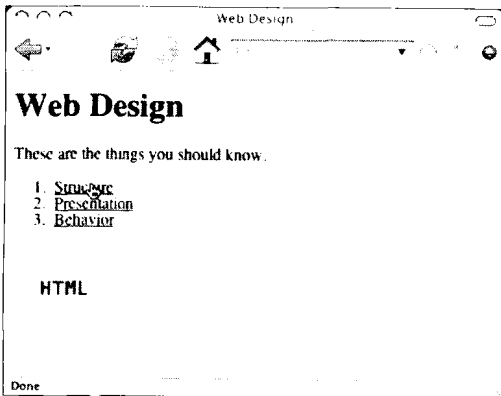 Web Design
Web Design
These are the things you should know.
1. Structure
2. Presentation
3. Behavior
HTML
Done